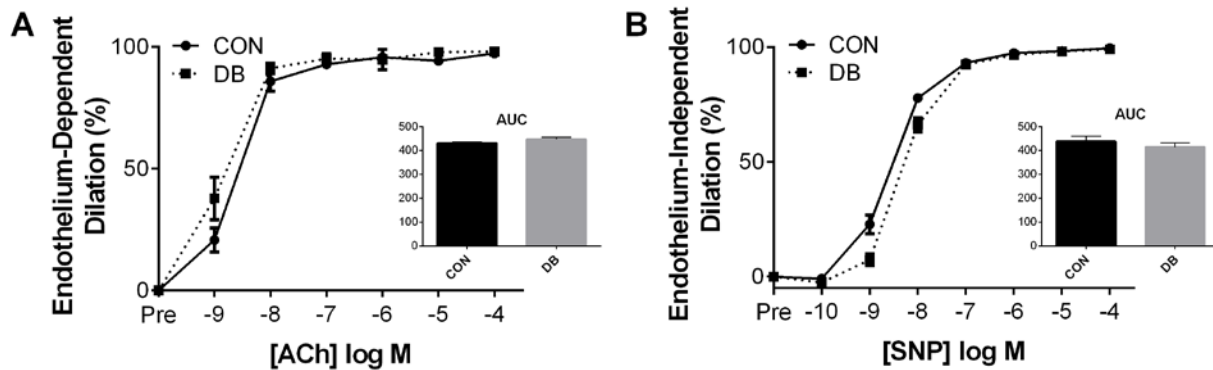 A
Endothelium-Dependent
Dilation (%)
100
50
0
CON
DB
AUC
500
400
300
200
100
0
CON
DB
Pre -9 -8 -7 -6 -5 -4
[ACh] log M
B
Endothelium-Independent
Dilation (%)
100
50
0
CON
DB
AUC
500
400
300
200
100
0
CON
DB
Pre -10 -9 -8 -7 -6 -5 -4
[SNP] log M